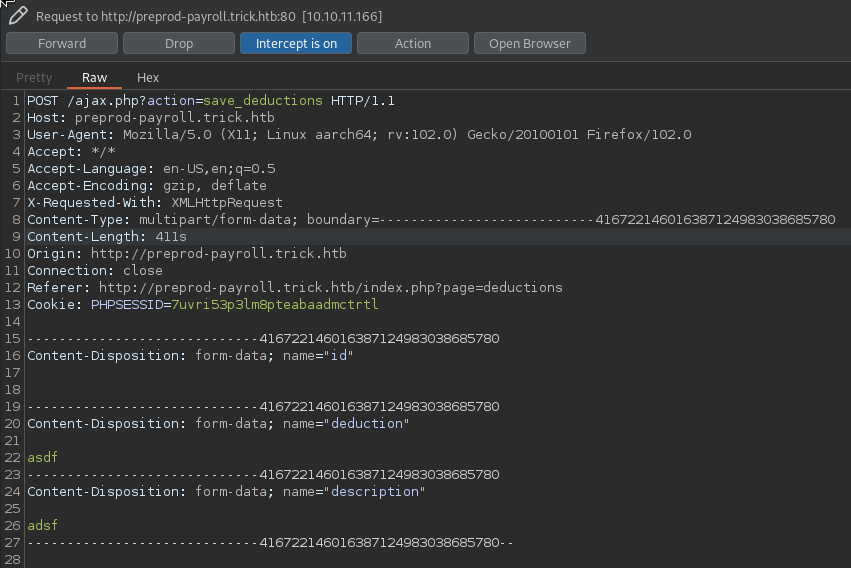 Request to http://preprod-payroll.trick.htb:80 [10.10.11.166]
Forward Drop Intercept is on Action Open Browser
Pretty Raw Hex
1 POST /ajax.php?action=save_deductions HTTP/1.1
2 Host: preprod-payroll.trick.htb
3 User-Agent: Mozilla/5.0 (X11; Linux aarch64; rv:102.0) Gecko/20100101 Firefox/102.0
4 Accept: */*
5 Accept-Language: en-US,en;q=0.5
6 Accept-Encoding: gzip, deflate
7 X-Requested-With: XMLHttpRequest
8 Content-Type: multipart/form-data; boundary=---------------------------416722146016387124983038685780
9 Content-Length: 411s
10 Origin: http://preprod-payroll.trick.htb
11 Connection: close
12 Referer: http://preprod-payroll.trick.htb/index.php?page=deductions
13 Cookie: PHPSESSID=7uvri53p3lm8pteabaadmctrtl
14
15 -----------------------------416722146016387124983038685780
16 Content-Disposition: form-data; name="id"
17
18
19 -----------------------------416722146016387124983038685780
20 Content-Disposition: form-data; name="deduction"
21
22 asdf
23 -----------------------------416722146016387124983038685780
24 Content-Disposition: form-data; name="description"
25
26 adsf
27 -----------------------------416722146016387124983038685780--
28